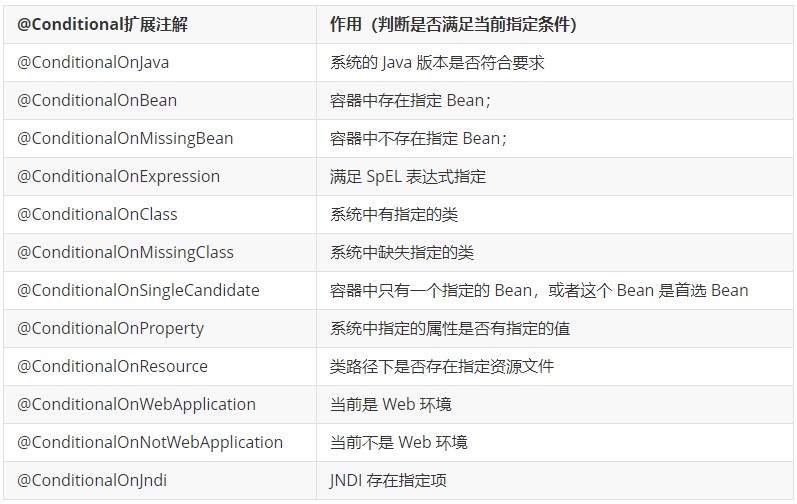 @Conditional扩展注解 作用（判断是否满足当前指定条件）
@ConditionalOnJava 系统的 Java 版本是否符合要求
@ConditionalOnBean 容器中存在指定 Bean；
@ConditionalOnMissingBean 容器中不存在指定 Bean；
@ConditionalOnExpression 满足 SpEL 表达式指定
@ConditionalOnClass 系统中有指定的类
@ConditionalOnMissingClass 系统中缺失指定的类
@ConditionalOnSingleCandidate 容器中只有一个指定的 Bean，或者这个 Bean 是首选 Bean
@ConditionalOnProperty 系统中指定的属性是否有指定的值
@ConditionalOnResource 类路径下是否存在指定资源文件
@ConditionalOnWebApplication 当前是 Web 环境
@ConditionalOnNotWebApplication 当前不是 Web 环境
@ConditionalOnJndi JNDI 存在指定项